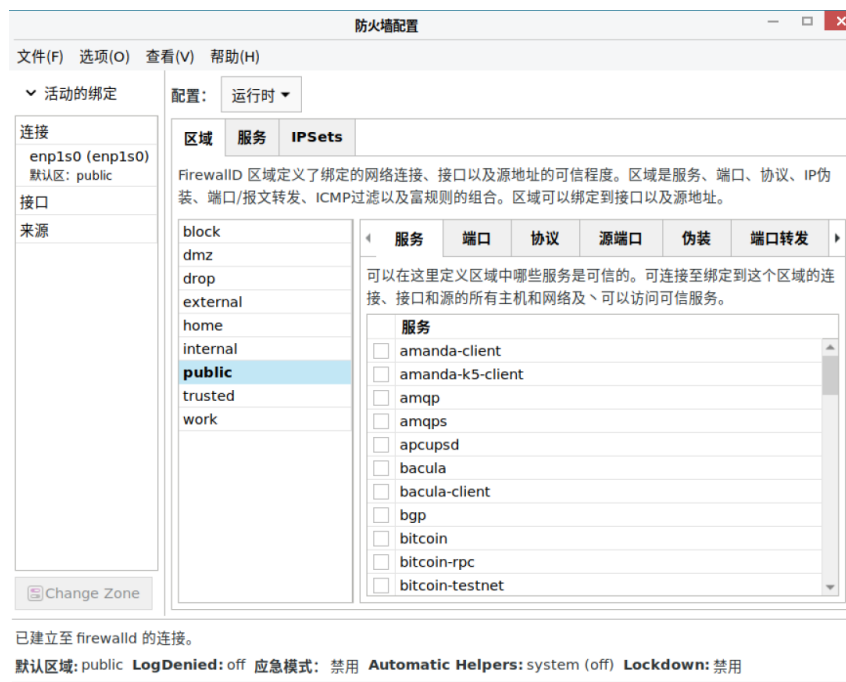 防火墙配置
文件(F) 选项(O) 查看(V) 帮助(H)
活动的绑定
连接
enp1s0 (enp1s0)
默认区：public
接口
来源
Change Zone
配置： 运行时
区域 服务 IPSets
FirewallD 区域定义了绑定的网络连接、接口以及源地址的可信程度。区域是服务、端口、协议、IP伪
装、端口/报文转发、ICMP过滤以及富规则的组合。区域可以绑定到接口以及源地址。
block
dmz
drop
external
home
internal
public
trusted
work
服务 端口 协议 源端口 伪装 端口转发
可以在这里定义区域中哪些服务是可信的。可连接至绑定到这个区域的连
接、接口和源的所有主机和网络及丶可以访问可信服务。
服务
amanda-client
amanda-k5-client
amqp
amqps
apcupsd
bacula
bacula-client
bgp
bitcoin
bitcoin-rpc
bitcoin-testnet
已建立至 firewalld 的连接。
默认区域: public LogDenied: off 应急模式： 禁用 Automatic Helpers: system (off) Lockdown: 禁用